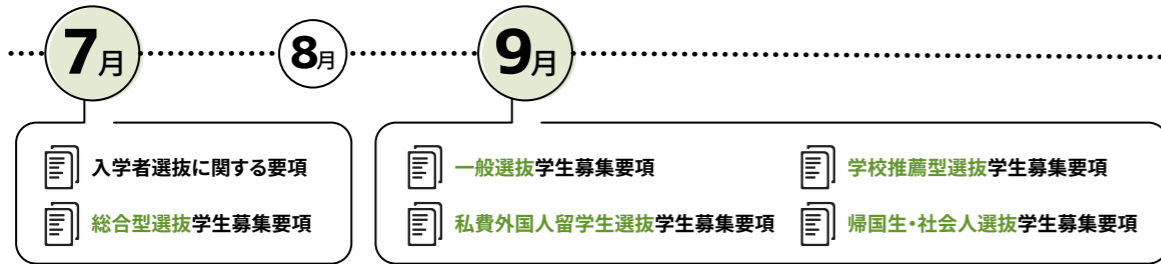 7月
8月
9月
入学者選抜に関する要項
総合型選抜学生募集要項
一般選抜学生募集要項
学校推薦型選抜学生募集要項
私費外国人留学生選抜学生募集要項
帰国生・社会人選抜学生募集要項